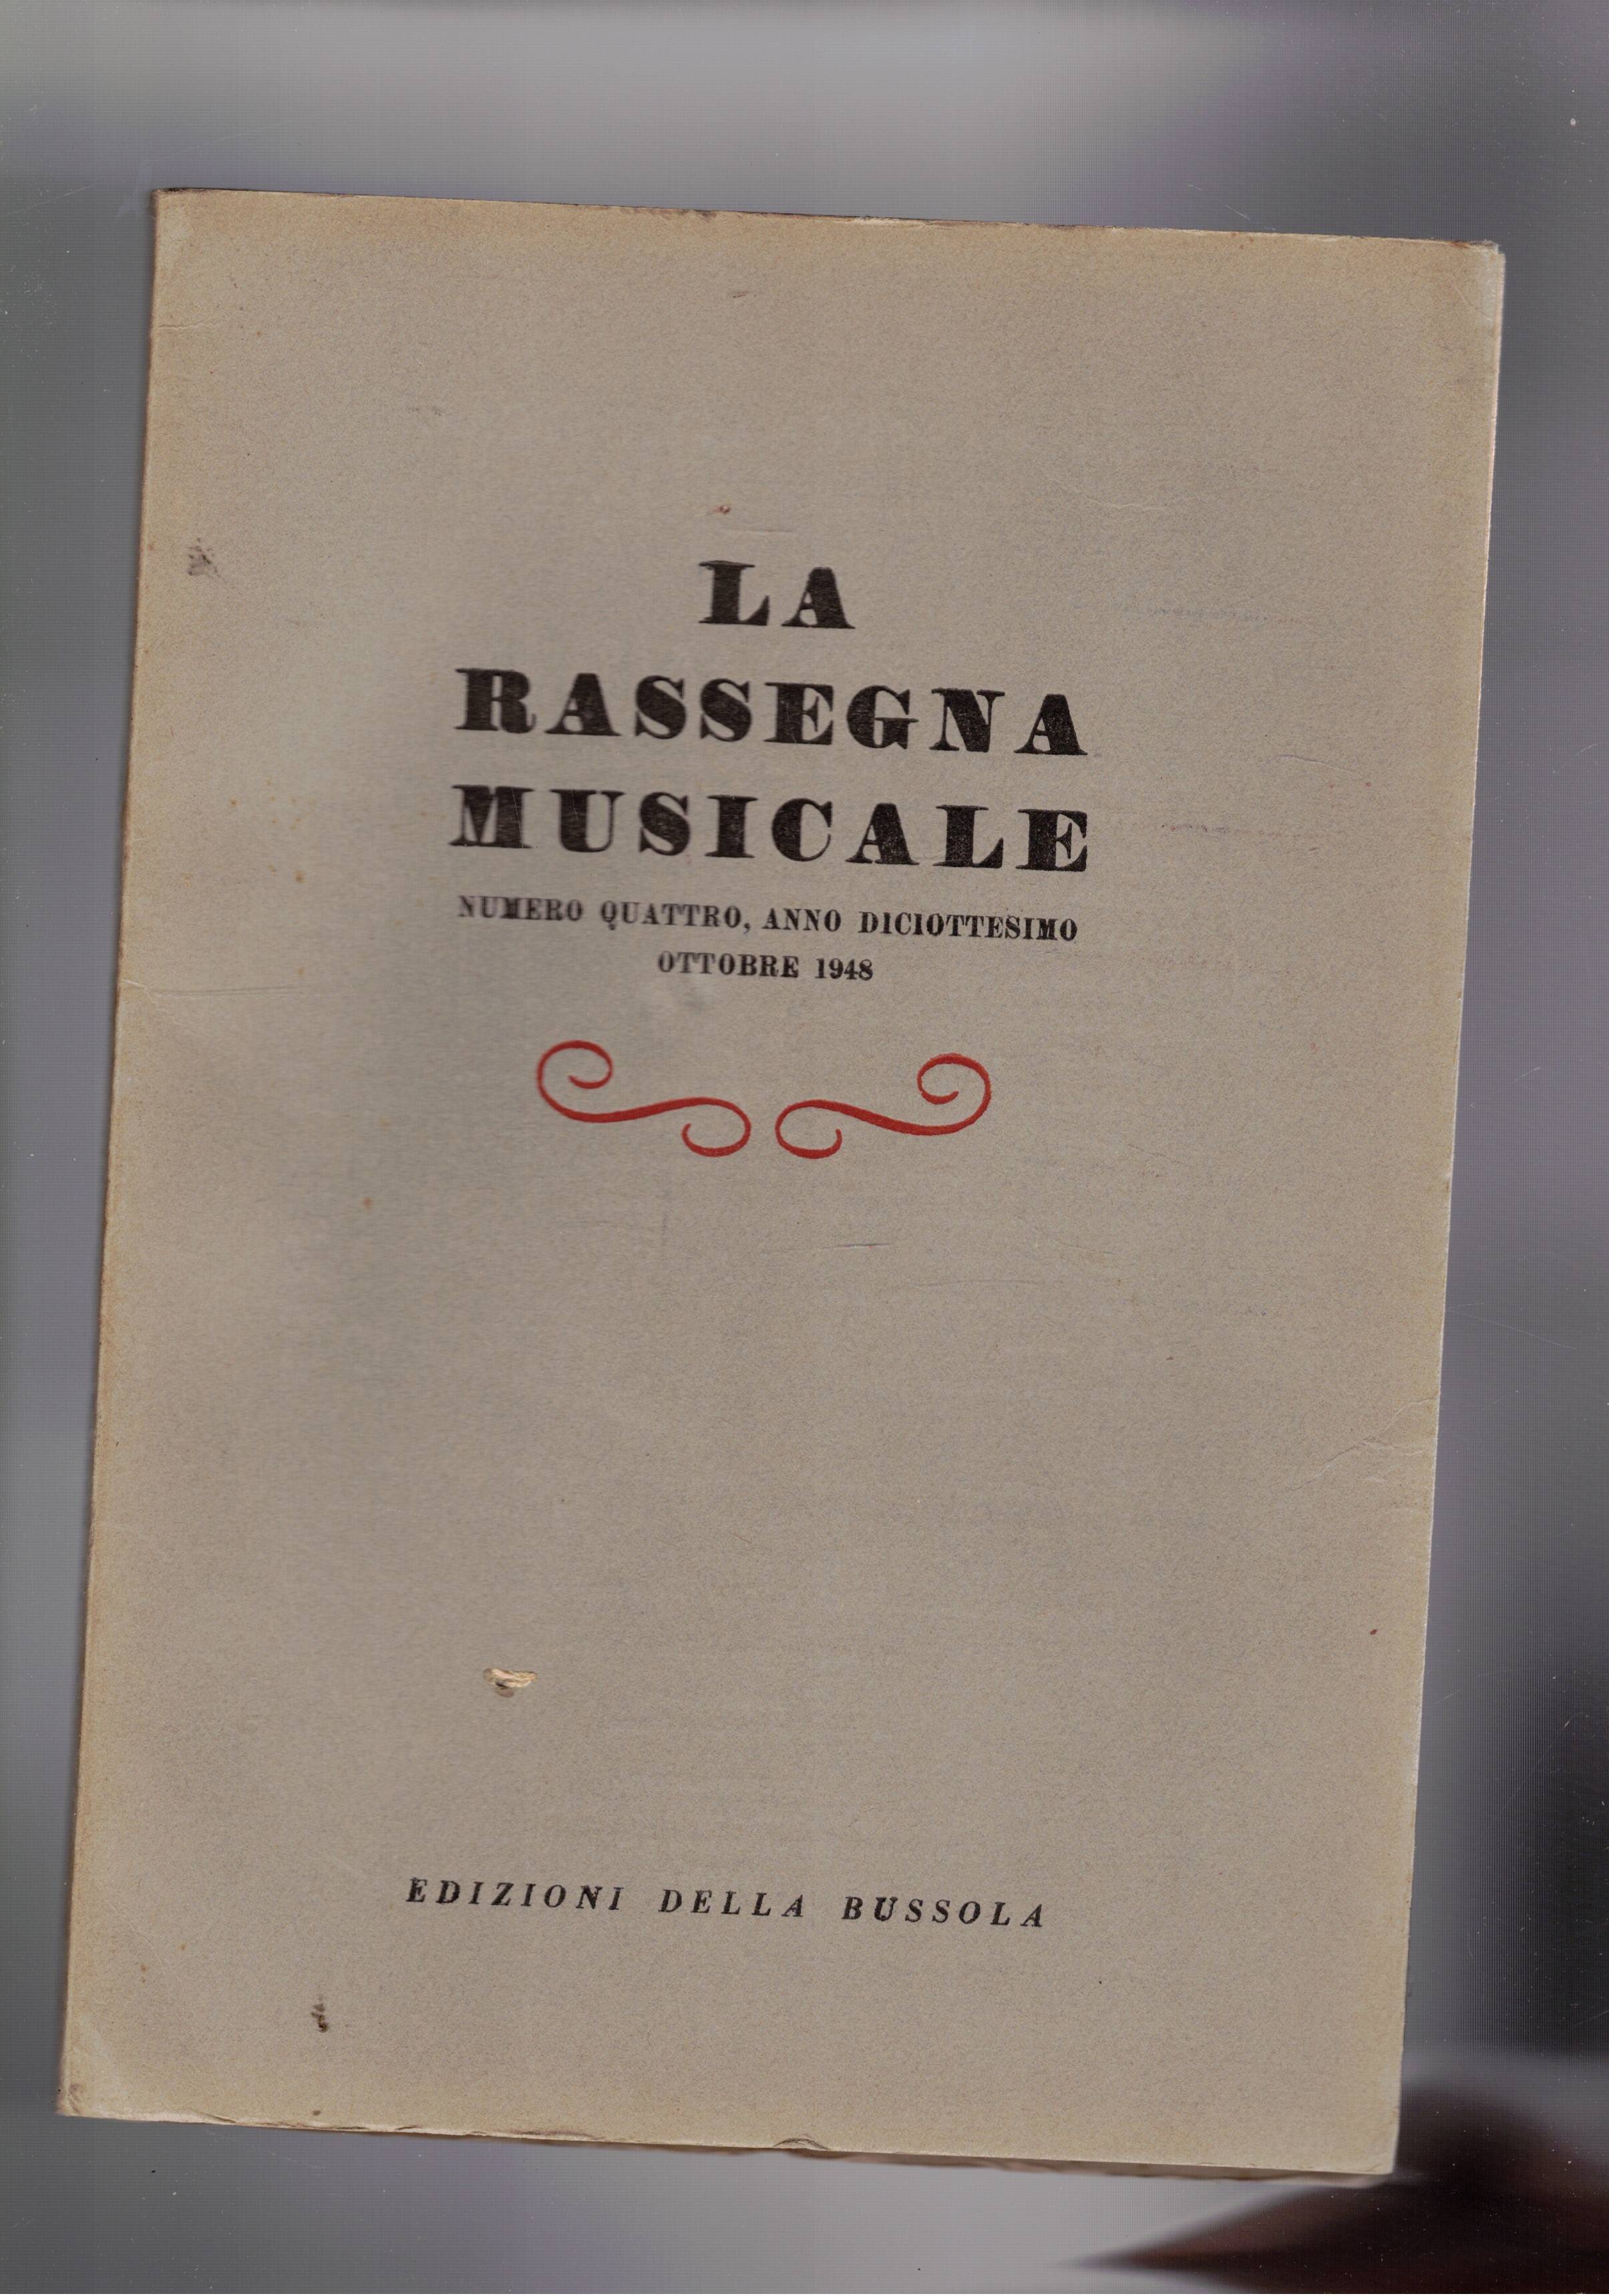 LA
RASSEGNA
MUSICALE
NUMERO QUATTRO, ANNO DICIOTTESIMO
OTTOBRE 1948
EDIZIONI DELLA BUSSOLA